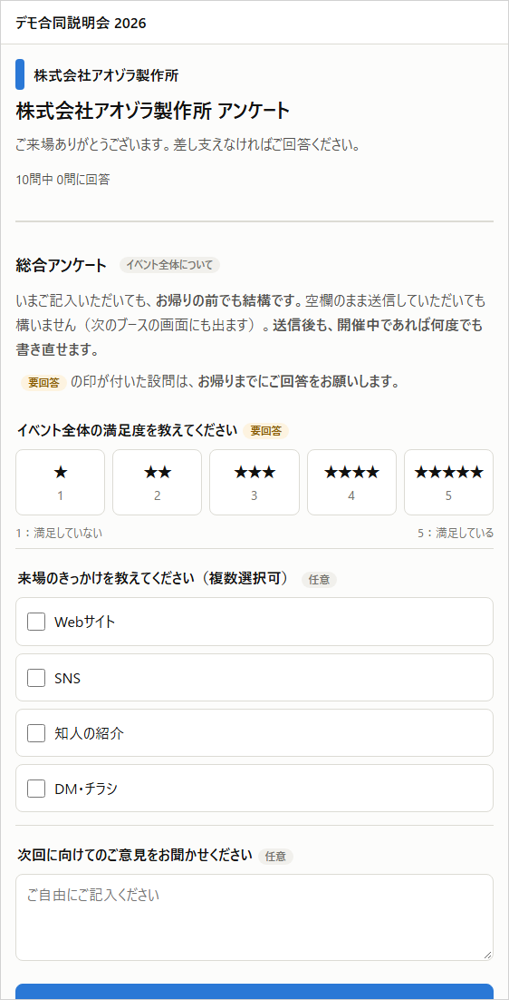 デモ合同説明会 2026
株式会社アオゾラ製作所
株式会社アオゾラ製作所 アンケート
ご来場ありがとうございます。差し支えなければご回答ください。
10問中 0問に回答
総合アンケート イベント全体について
いまご記入いただいても、お帰りの前でも結構です。空欄のまま送信していただいても
構いません（次のブースの画面にも出ます）。送信後も、開催中であれば何度でも
書き直せます。
要回答 の印が付いた設問は、お帰りまでにご回答をお願いします。
イベント全体の満足度を教えてください 要回答
★ ★★ ★★★ ★★★★ ★★★★★
1 2 3 4 5
1：満足していない 5：満足している
来場のきっかけを教えてください（複数選択可） 任意
Webサイト
SNS
知人の紹介
DM・チラシ
次回に向けてのご意見をお聞かせください 任意
ご自由にご記入ください